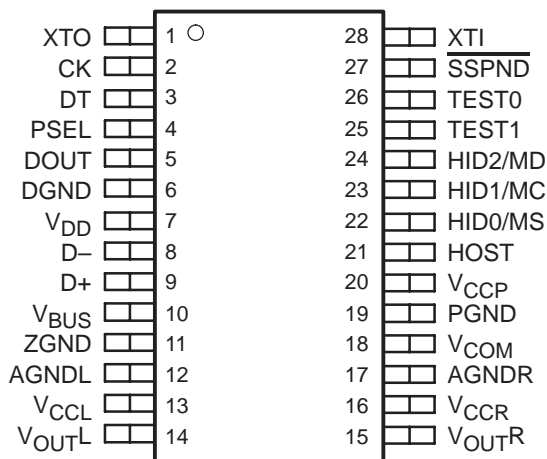 XTO 1 28 XTI
CK 2 27 SSPND
DT 3 26 TEST0
PSEL 4 25 TEST1
DOUT 5 24 HID2/MD
DGND 6 23 HID1/MC
VDD 7 22 HID0/MS
D– 8 21 HOST
D+ 9 20 VCCP
VBUS 10 19 PGND
ZGND 11 18 VCOM
AGNDL 12 17 AGNDR
VCCL 13 16 VCCR
VOUTL 14 15 VOUTR